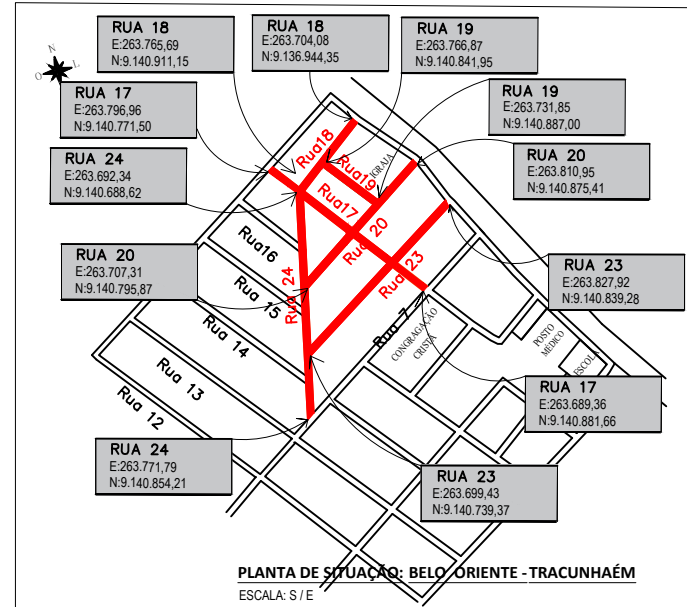 RUA 18
E:263.765,69
N:9.140.911,15
RUA 18
E:263.704,08
N:9.136.944,35
RUA 19
E:263.766,87
N:9.140.841,95
N
O
L
RUA 17
E:263.796,96
N:9.140.771,50
RUA 19
E:263.731,85
N:9.140.887,00
RUA 24
E:263.692,34
N:9.140.688,62
RUA 20
E:263.810,95
N:9.140.875,41
Rua18
IGRAJA
Rua19
Rua17
Rua 20
Rua16
Rua 23
RUA 20
E:263.707,31
N:9.140.795,87
RUA 23
E:263.827,92
N:9.140.839,28
Rua 24
Rua 15
Rua 14
Rua 7
CONGRAGAÇÃO
CRISTÃ
POSTO
MÉDICO
ESCOLA
Rua 13
Rua 12
RUA 17
E:263.689,36
N:9.140.881,66
RUA 24
E:263.771,79
N:9.140.854,21
RUA 23
E:263.699,43
N:9.140.739,37
PLANTA DE SITUAÇÃO: BELO ORIENTE - TRACUNHAÉM
ESCALA: S / E